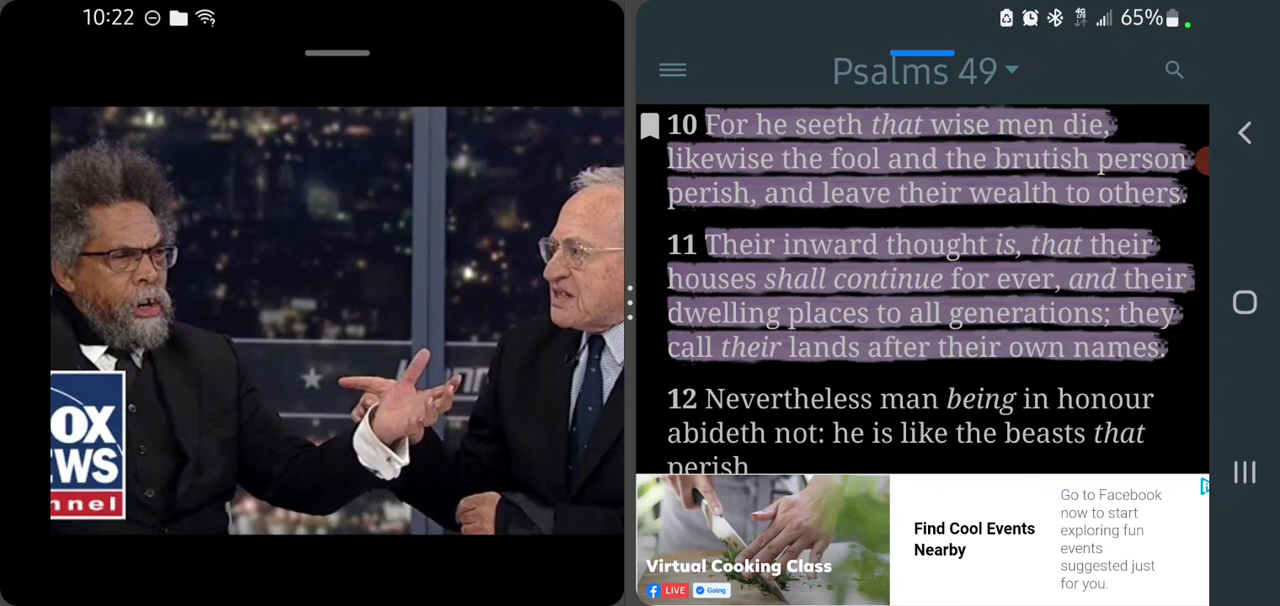 10:22
65%
Psalms 49
10 For he seeth that wise men die,
likewise the fool and the brutish person
perish, and leave their wealth to others.
11 Their inward thought is, that their
houses shall continue for ever, and their
dwelling places to all generations; they
call their lands after their own names.
12 Nevertheless man being in honour
abideth not: he is like the beasts that
perish
OX
WS
nnel
Virtual Cooking Class
LIVE Going
Find Cool Events
Nearby
Go to Facebook
now to start
exploring fun
events
suggested just
for you.